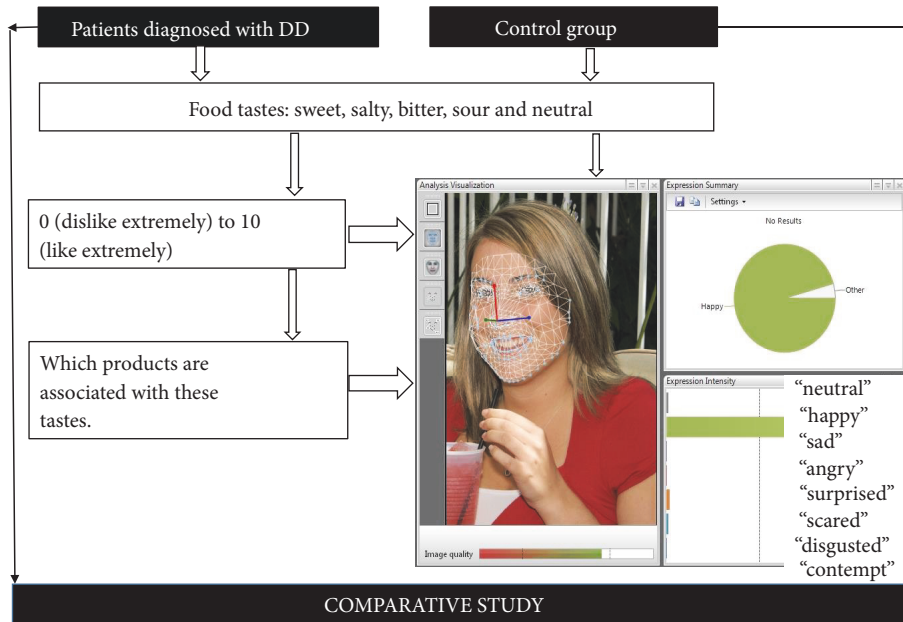 Patients diagnosed with DD
Control group
Food tastes: sweet, salty, bitter, sour and neutral
0 (dislike extremely) to 10
(like extremely)
Which products are
associated with these
tastes.
Analysis Visualization
Image quality
Expression Summary
Settings
No Results
Happy
Other
Expression Intensity
“neutral”
“happy”
“sad”
“angry”
“surprised”
“scared”
“disgusted”
“contempt”
COMPARATIVE STUDY